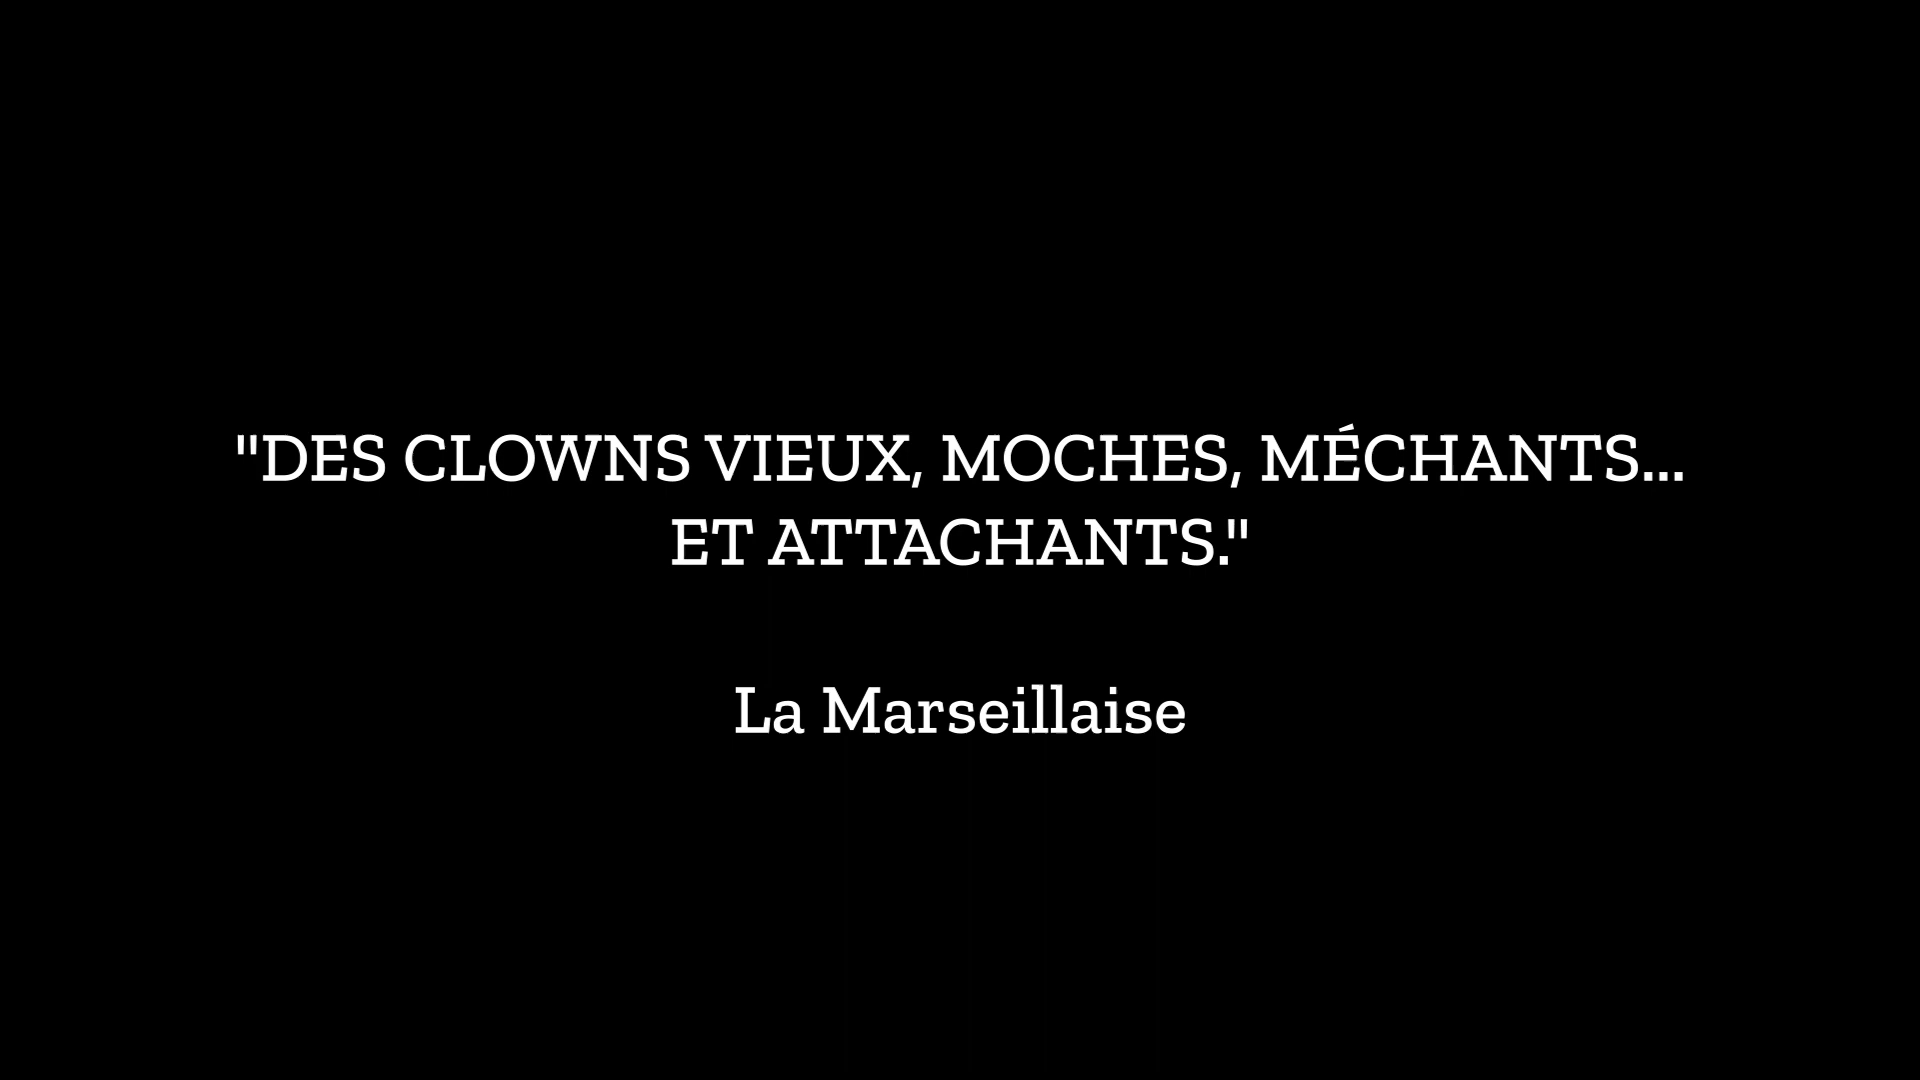 "DES CLOWNS VIEUX, MOCHES, MÉCHANTS...
ET ATTACHANTS."
La Marseillaise